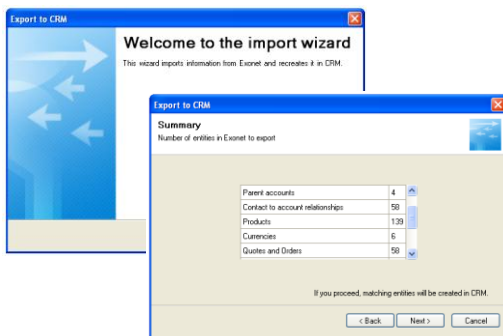 Export to CRM
Welcome to the import wizard
This wizard imports information from Exonet and recreates it in CRM.
Export to CRM
Summary
Number of entities in Exonet to export
Parent accounts 4
Contact to account relationships 58
Products 139
Currencies 6
Quotes and Orders 58
If you proceed, matching entities will be created in CRM.
< Back Next > Cancel